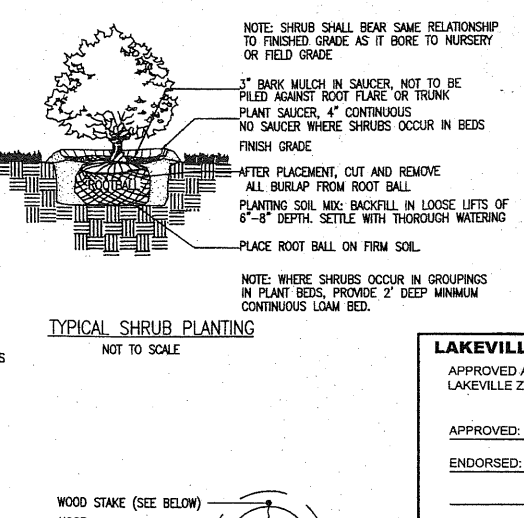 NOTE: SHRUB SHALL BEAR SAME RELATIONSHIP
TO FINISHED GRADE AS IT BORE TO NURSERY
OR FIELD GRADE
3" BARK MULCH IN SAUCER, NOT TO BE
PILED AGAINST ROOT FLARE OR TRUNK
PLANT SAUCER, 4" CONTINUOUS
NO SAUCER WHERE SHRUBS OCCUR IN BEDS
FINISH GRADE
AFTER PLACEMENT, CUT AND REMOVE
ALL BURLAP FROM ROOT BALL
ROOTBALL
PLANTING SOIL MIX: BACKFILL IN LOOSE LIFTS OF
6"-8" DEPTH. SETTLE WITH THOROUGH WATERING
PLACE ROOT BALL ON FIRM SOIL
NOTE: WHERE SHRUBS OCCUR IN GROUPINGS
IN PLANT BEDS, PROVIDE 2' DEEP MINIMUM
CONTINUOUS LOAM BED.
TYPICAL SHRUB PLANTING
NOT TO SCALE
S
LAKEVILL
APPROVED A
LAKEVILLE Z
APPROVED:
ENDORSED:
WOOD STAKE (SEE BELOW)